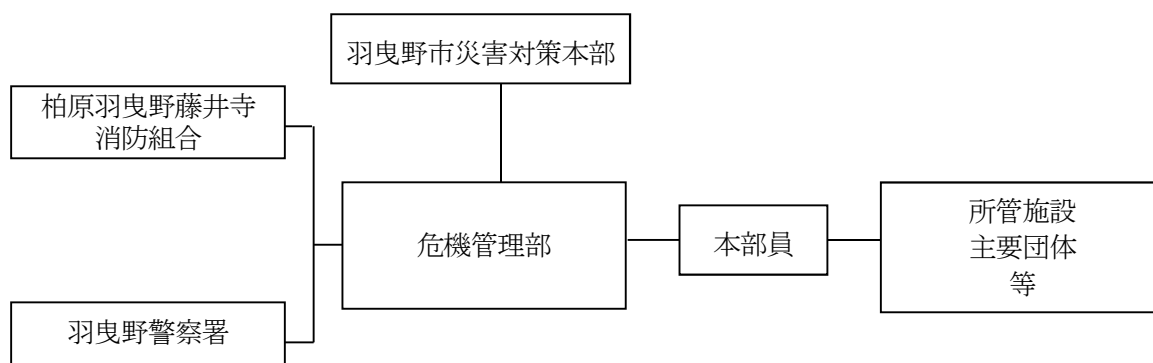 羽曳野市災害対策本部
柏原羽曳野藤井寺
消防組合
危機管理部
本部員
所管施設
主要団体
等
羽曳野警察署